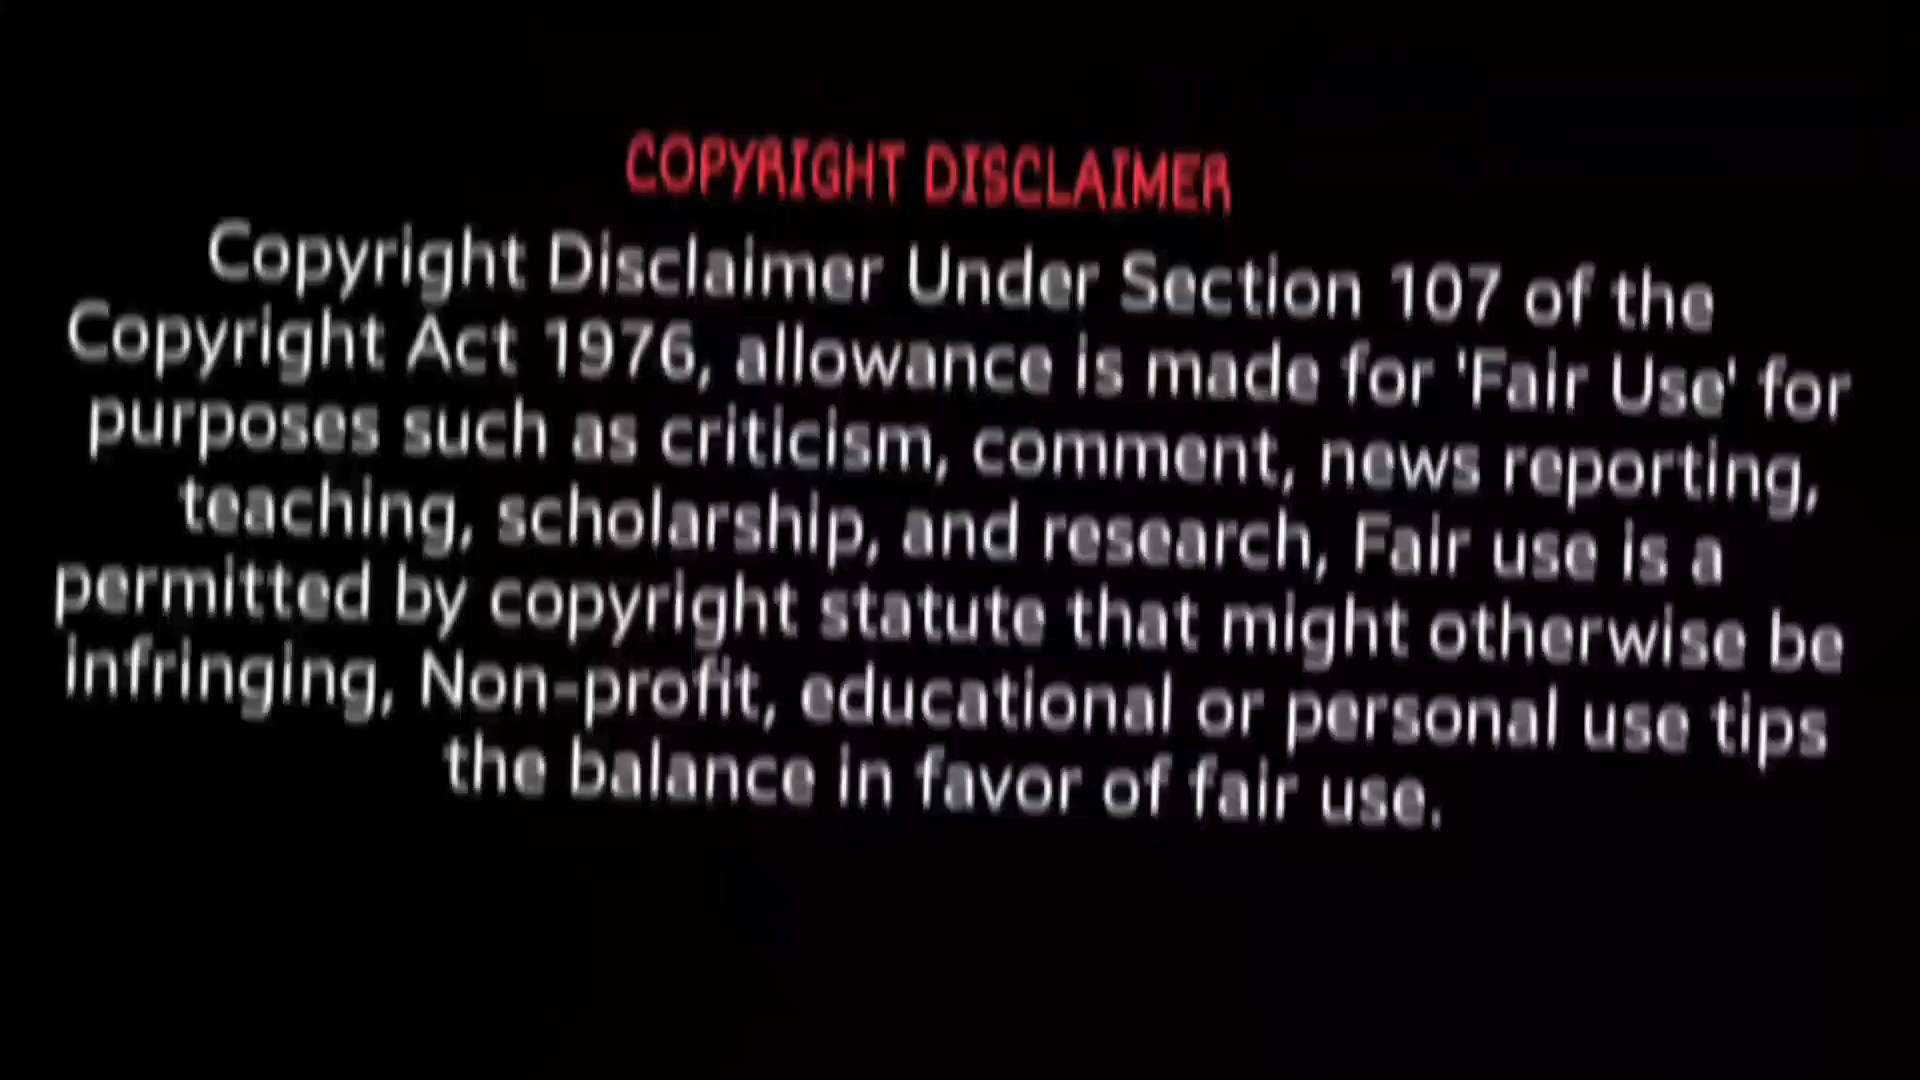 COPYRIGHT DISCLAIMER
Copyright Disclaimer Under Section 107 of the
Copyright Act 1976, allowance is made for 'Fair Use' for
purposes such as criticism, comment, news reporting,
teaching, scholarship, and research, Fair use is a
permitted by copyright statute that might otherwise be
infringing, Non-profit, educational or personal use tips
the balance in favor of fair use.